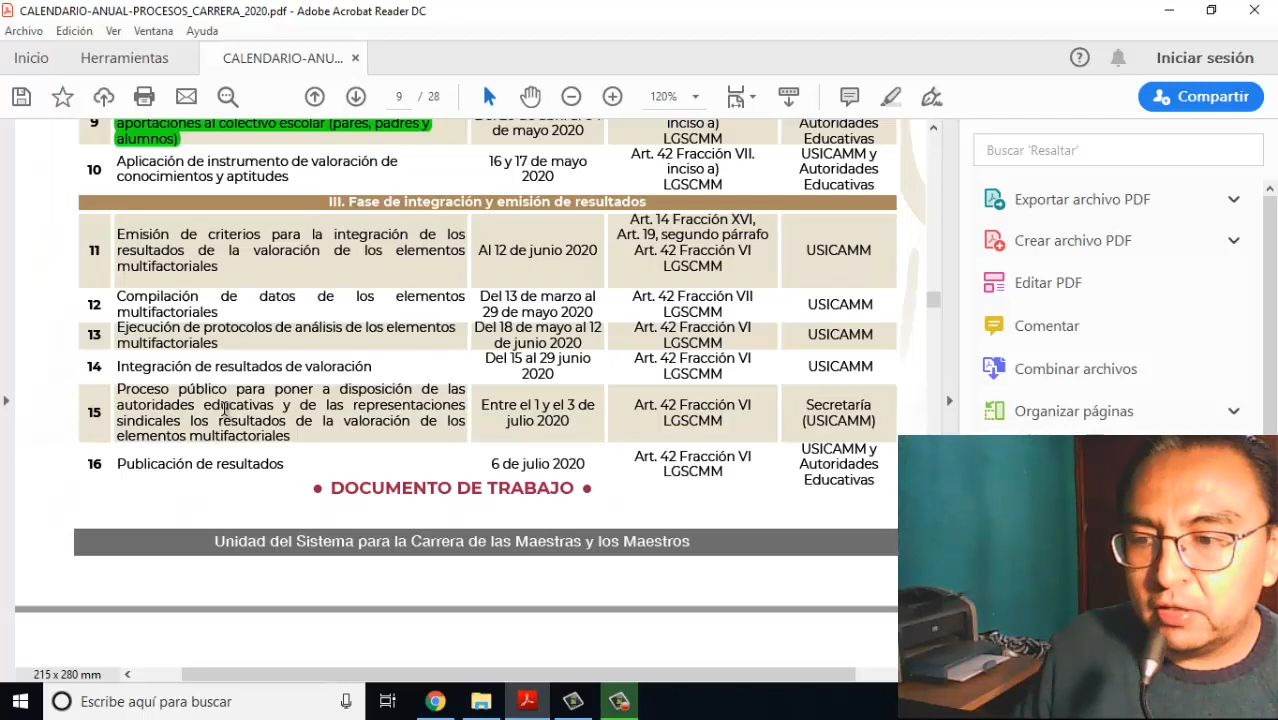 CALENDARIO-ANUAL-PROCESOS_CARRERA_2020.pdf - Adobe Acrobat Reader DC
Archivo Edición Ver Ventana Ayuda
Inicio Herramientas CALENDARIO-ANU... × Iniciar sesión
9 / 28 120% Compartir
9 aportaciones al colectivo escolar (pares, padres y alumnos)
de mayo 2020
inciso a)
LGSCMM
Autoridades
Educativas
10 Aplicación de instrumento de valoración de
conocimientos y aptitudes
16 y 17 de mayo
2020
Art. 42 Fracción VII.
inciso a)
LGSCMM
USICAMM y
Autoridades
Educativas
III. Fase de integración y emisión de resultados
11 Emisión de criterios para la integración de los
resultados de la valoración de los elementos
multifactoriales
Al 12 de junio 2020
Art. 14 Fracción XVI,
Art. 19, segundo párrafo
Art. 42 Fracción VI
LGSCMM
USICAMM
12 Compilación de datos de los elementos
multifactoriales
Del 13 de marzo al
29 de mayo 2020
Art. 42 Fracción VII
LGSCMM
USICAMM
13 Ejecución de protocolos de análisis de los elementos
multifactoriales
Del 18 de mayo al 12
de junio 2020
Art. 42 Fracción VI
LGSCMM
USICAMM
14 Integración de resultados de valoración
Del 15 al 29 junio
2020
Art. 42 Fracción VI
LGSCMM
USICAMM
15 Proceso público para poner a disposición de las
autoridades educativas y de las representaciones
sindicales los resultados de la valoración de los
elementos multifactoriales
Entre el 1 y el 3 de
julio 2020
Art. 42 Fracción VI
LGSCMM
Secretaría
(USICAMM)
16 Publicación de resultados
6 de julio 2020
Art. 42 Fracción VI
LGSCMM
USICAMM y
Autoridades
Educativas
• DOCUMENTO DE TRABAJO •
Unidad del Sistema para la Carrera de las Maestras y los Maestros
215 x 280 mm
Buscar 'Resaltar'
Exportar archivo PDF
Crear archivo PDF
Editar PDF
Comentar
Combinar archivos
Organizar páginas
Escribe aquí para buscar